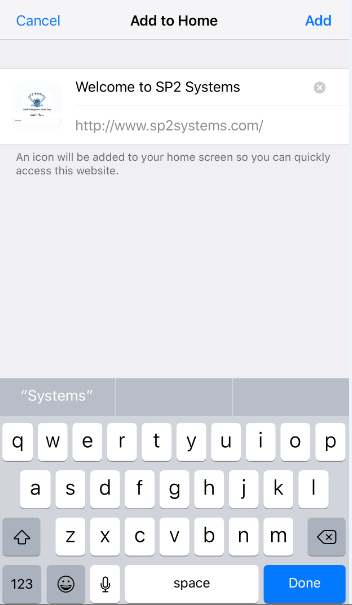 Cancel Add to Home Add
Welcome to SP2 Systems
http://www.sp2systems.com/
An icon will be added to your home screen so you can quickly
access this website.
“Systems”
q w e r t y u i o p
a s d f g h j k l
z x c v b n m
123 space Done